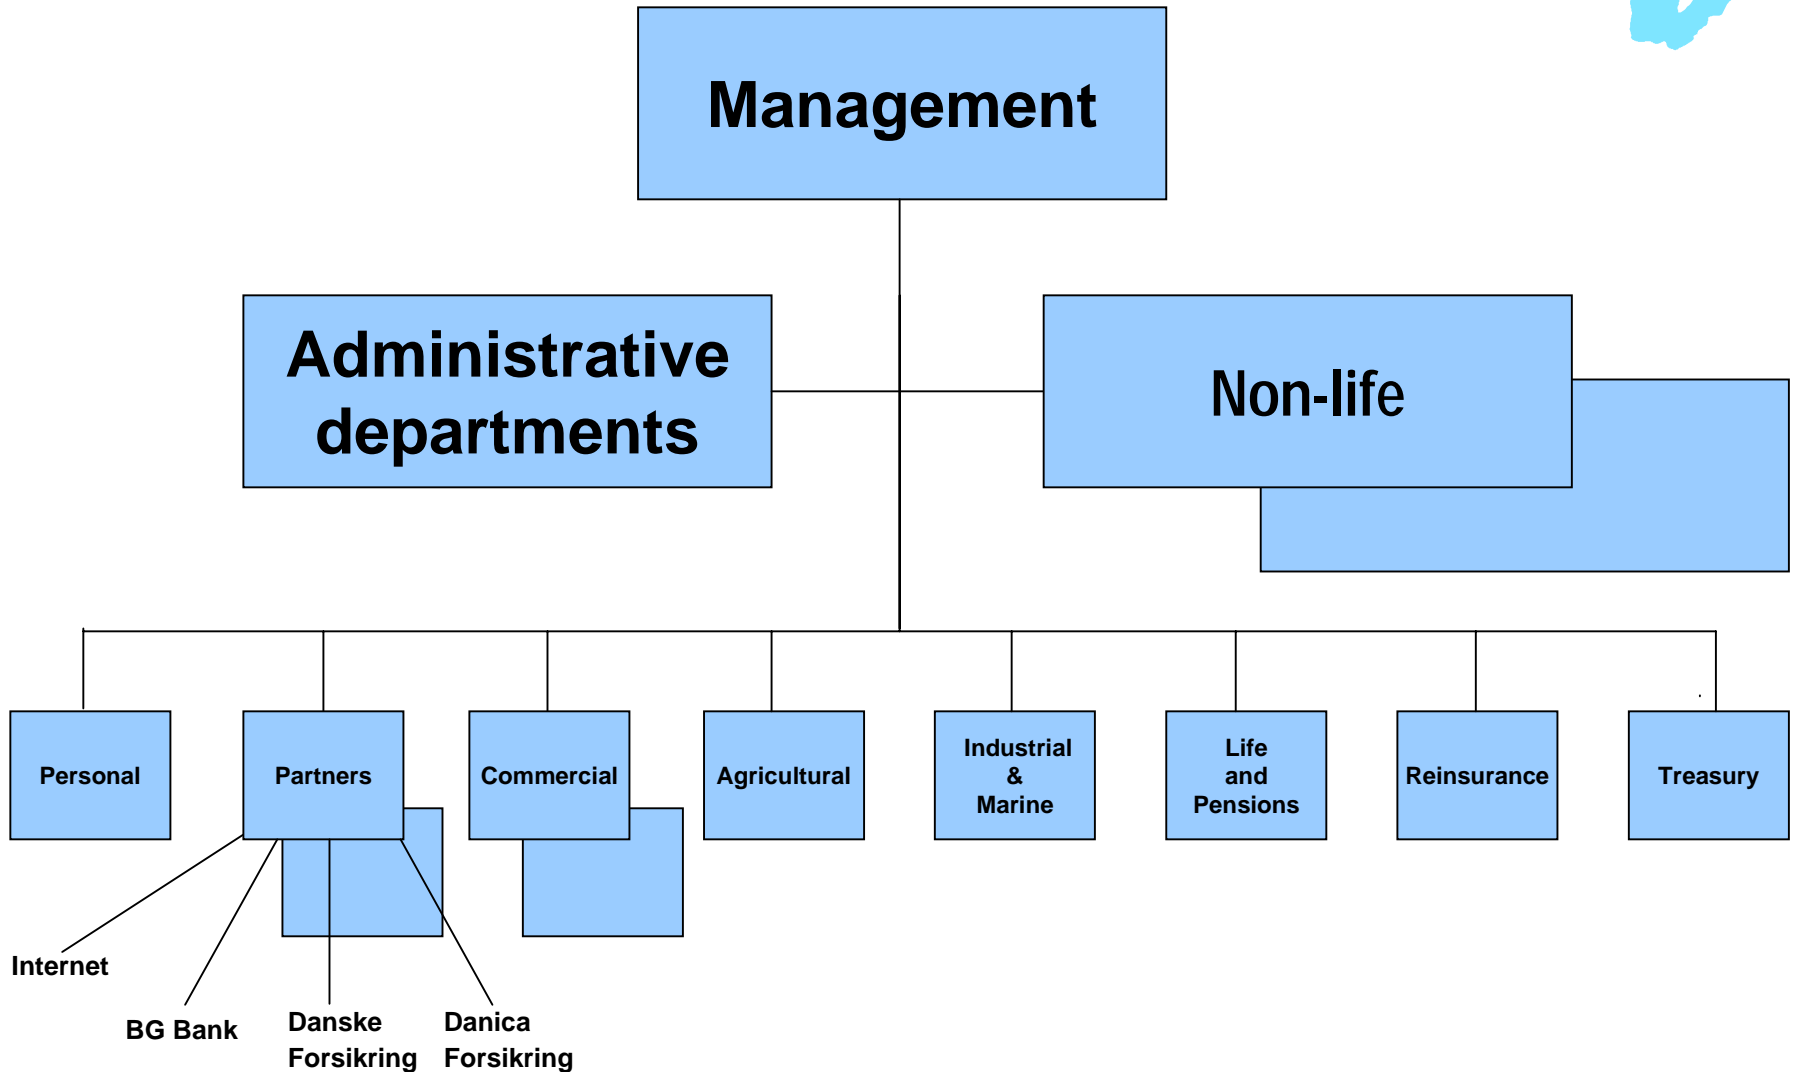 Management
Administrative
departments
Non-life
Personal
Partners
Commercial
Agricultural
Industrial
&
Marine
Life
and
Pensions
Reinsurance
Treasury
Internet
BG Bank
Danske
Forsikring
Danica
Forsikring